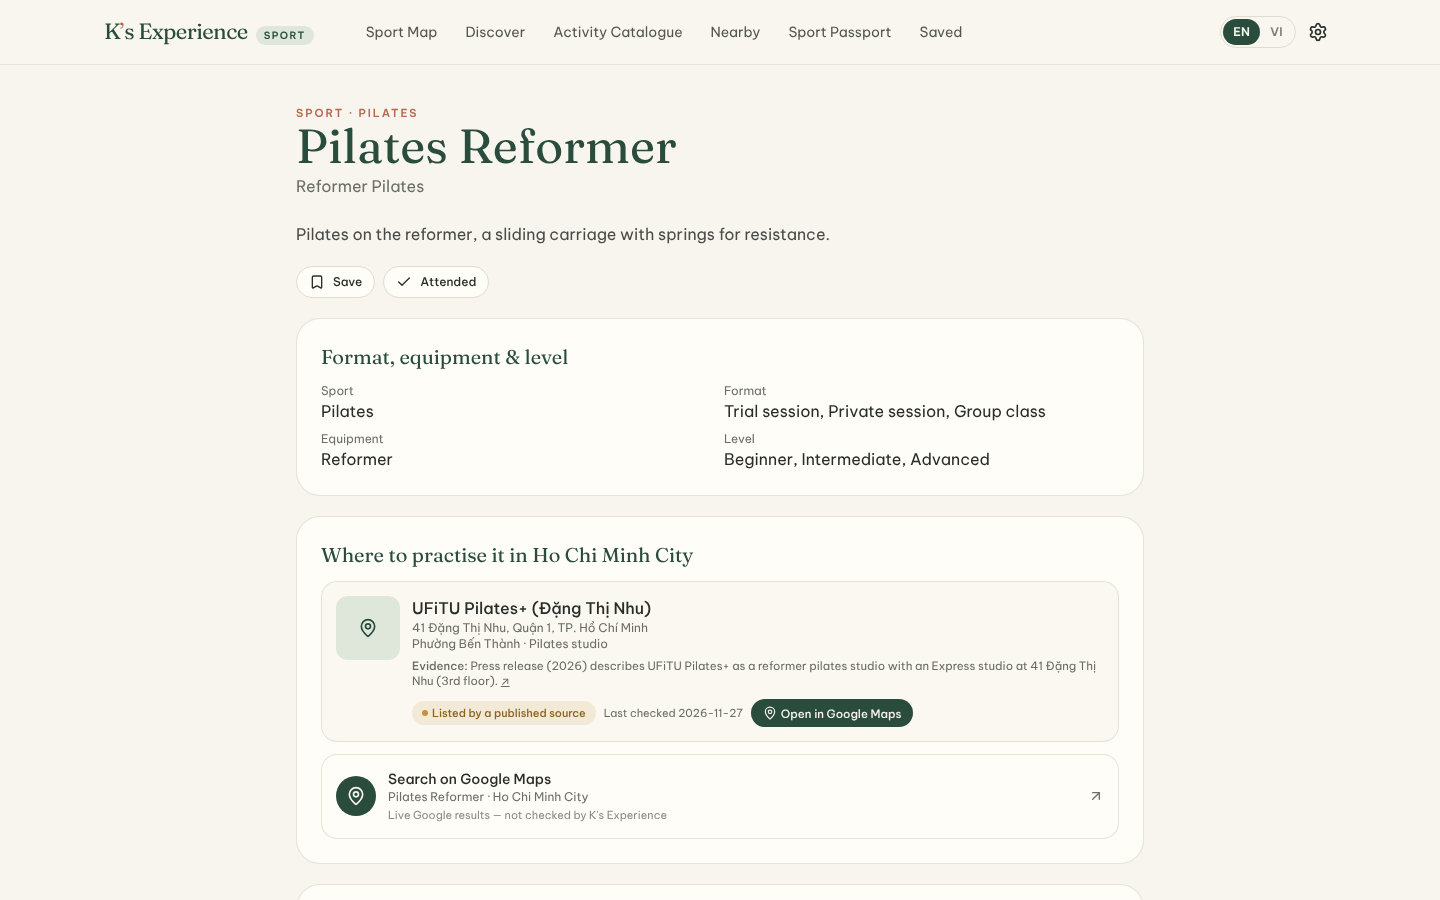 K's Experience SPORT
Sport Map
Discover
Activity Catalogue
Nearby
Sport Passport
Saved
EN
VI
SPORT · PILATES
Pilates Reformer
Reformer Pilates
Pilates on the reformer, a sliding carriage with springs for resistance.
Save
Attended
Format, equipment & level
Sport
Pilates
Format
Trial session, Private session, Group class
Equipment
Reformer
Level
Beginner, Intermediate, Advanced
Where to practise it in Ho Chi Minh City
UFiTU Pilates+ (Đặng Thị Nhu)
41 Đặng Thị Nhu, Quận 1, TP. Hồ Chí Minh
Phường Bến Thành · Pilates studio
Evidence: Press release (2026) describes UFiTU Pilates+ as a reformer pilates studio with an Express studio at 41 Đặng Thị
Nhu (3rd floor). ↗
Listed by a published source
Last checked 2026-11-27
Open in Google Maps
Search on Google Maps
Pilates Reformer · Ho Chi Minh City
Live Google results — not checked by K's Experience